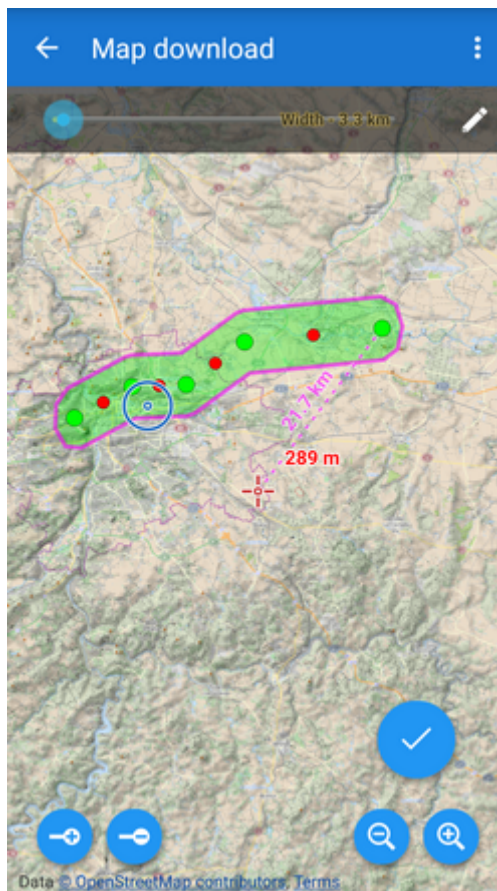 Map download
Width - 3.3 km
21.7 km
289 m
Data © OpenStreetMap contributors, Terms